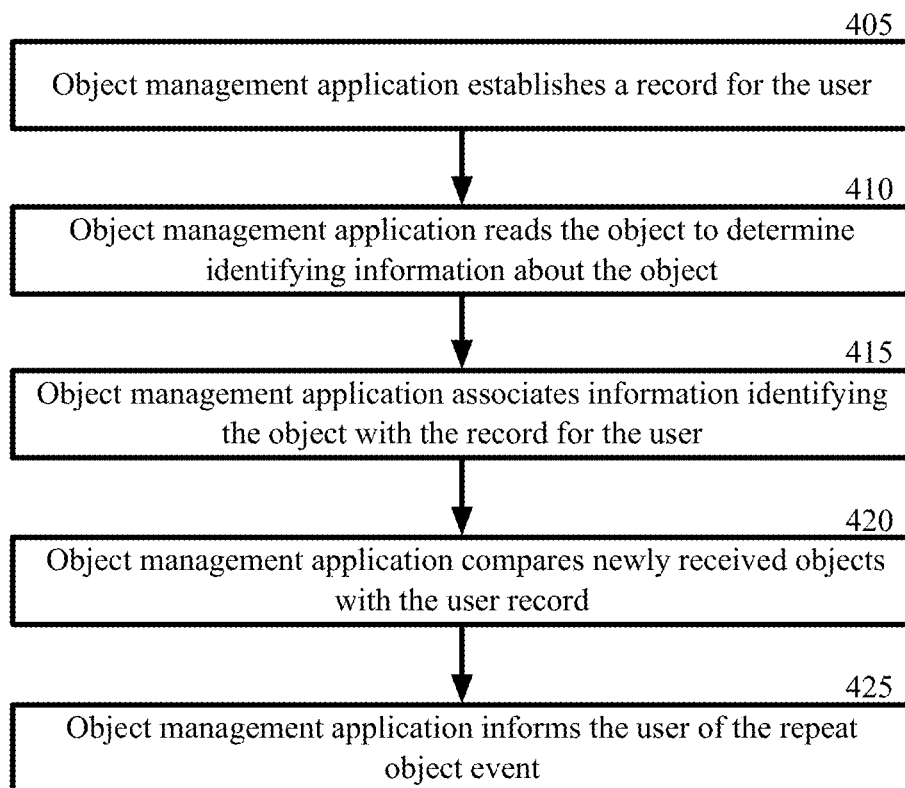 405
Object management application establishes a record for the user
410
Object management application reads the object to determine
identifying information about the object
415
Object management application associates information identifying
the object with the record for the user
420
Object management application compares newly received objects
with the user record
425
Object management application informs the user of the repeat
object event